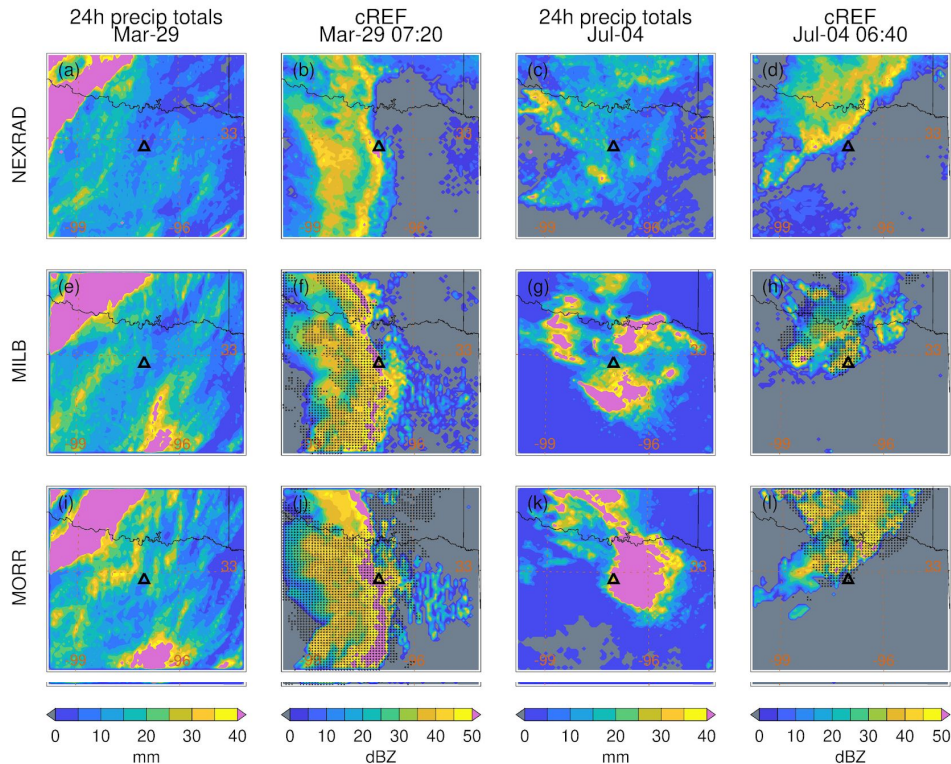 24h precip totals
Mar-29
cREF
Mar-29 07:20
24h precip totals
Jul-04
cREF
Jul-04 06:40
NEXRAD
(a)
33
-99
-96
(b)
33
-99
-96
(c)
33
-99
-96
(d)
33
-99
-96
MILB
(e)
33
-99
-96
(f)
33
-99
-96
(g)
33
-99
-96
(h)
33
-99
-96
MORR
(i)
33
-99
-96
(j)
33
-99
-96
(k)
33
-99
-96
(l)
33
-99
-96
0 10 20 30 40
mm
0 10 20 30 40 50
dBZ
0 10 20 30 40
mm
0 10 20 30 40 50
dBZ